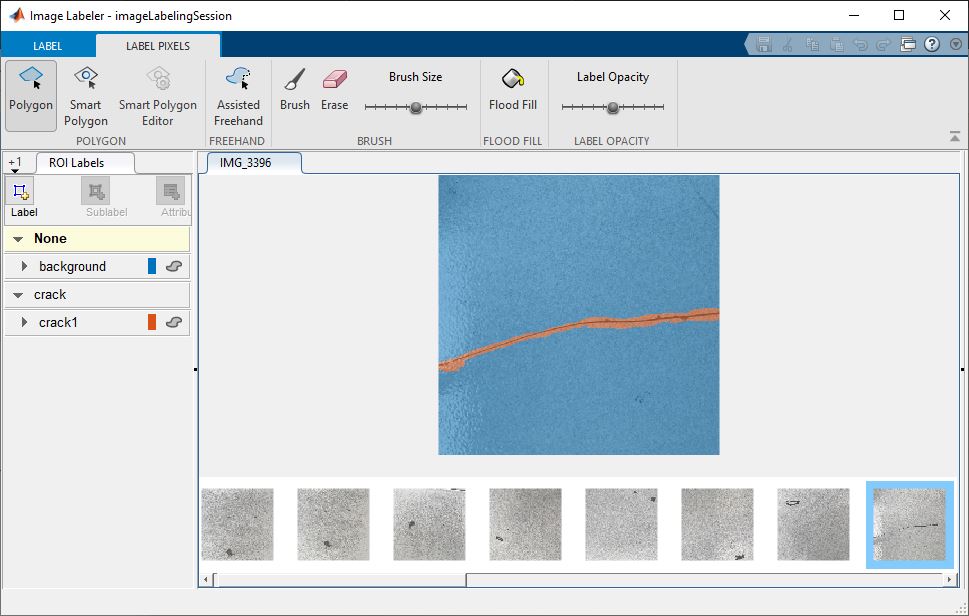 Image Labeler - imageLabelingSession
LABEL
LABEL PIXELS
Polygon
Smart
Polygon
Smart Polygon
Editor
POLYGON
Assisted
Freehand
FREEHAND
Brush
Erase
Brush Size
BRUSH
Flood Fill
FLOOD FILL
Label Opacity
LABEL OPACITY
+1
ROI Labels
IMG_3396
Label
Sublabel
Attribu
None
background
crack
crack1